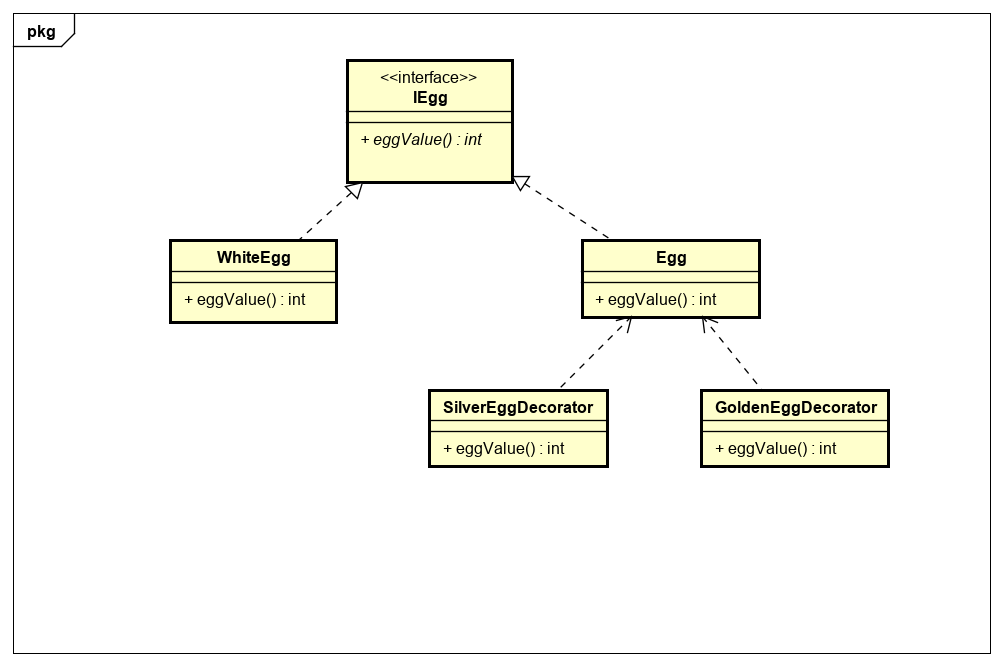 pkg
<<interface>>
IEgg
+ eggValue() : int
WhiteEgg
+ eggValue() : int
Egg
+ eggValue() : int
SilverEggDecorator
+ eggValue() : int
GoldenEggDecorator
+ eggValue() : int